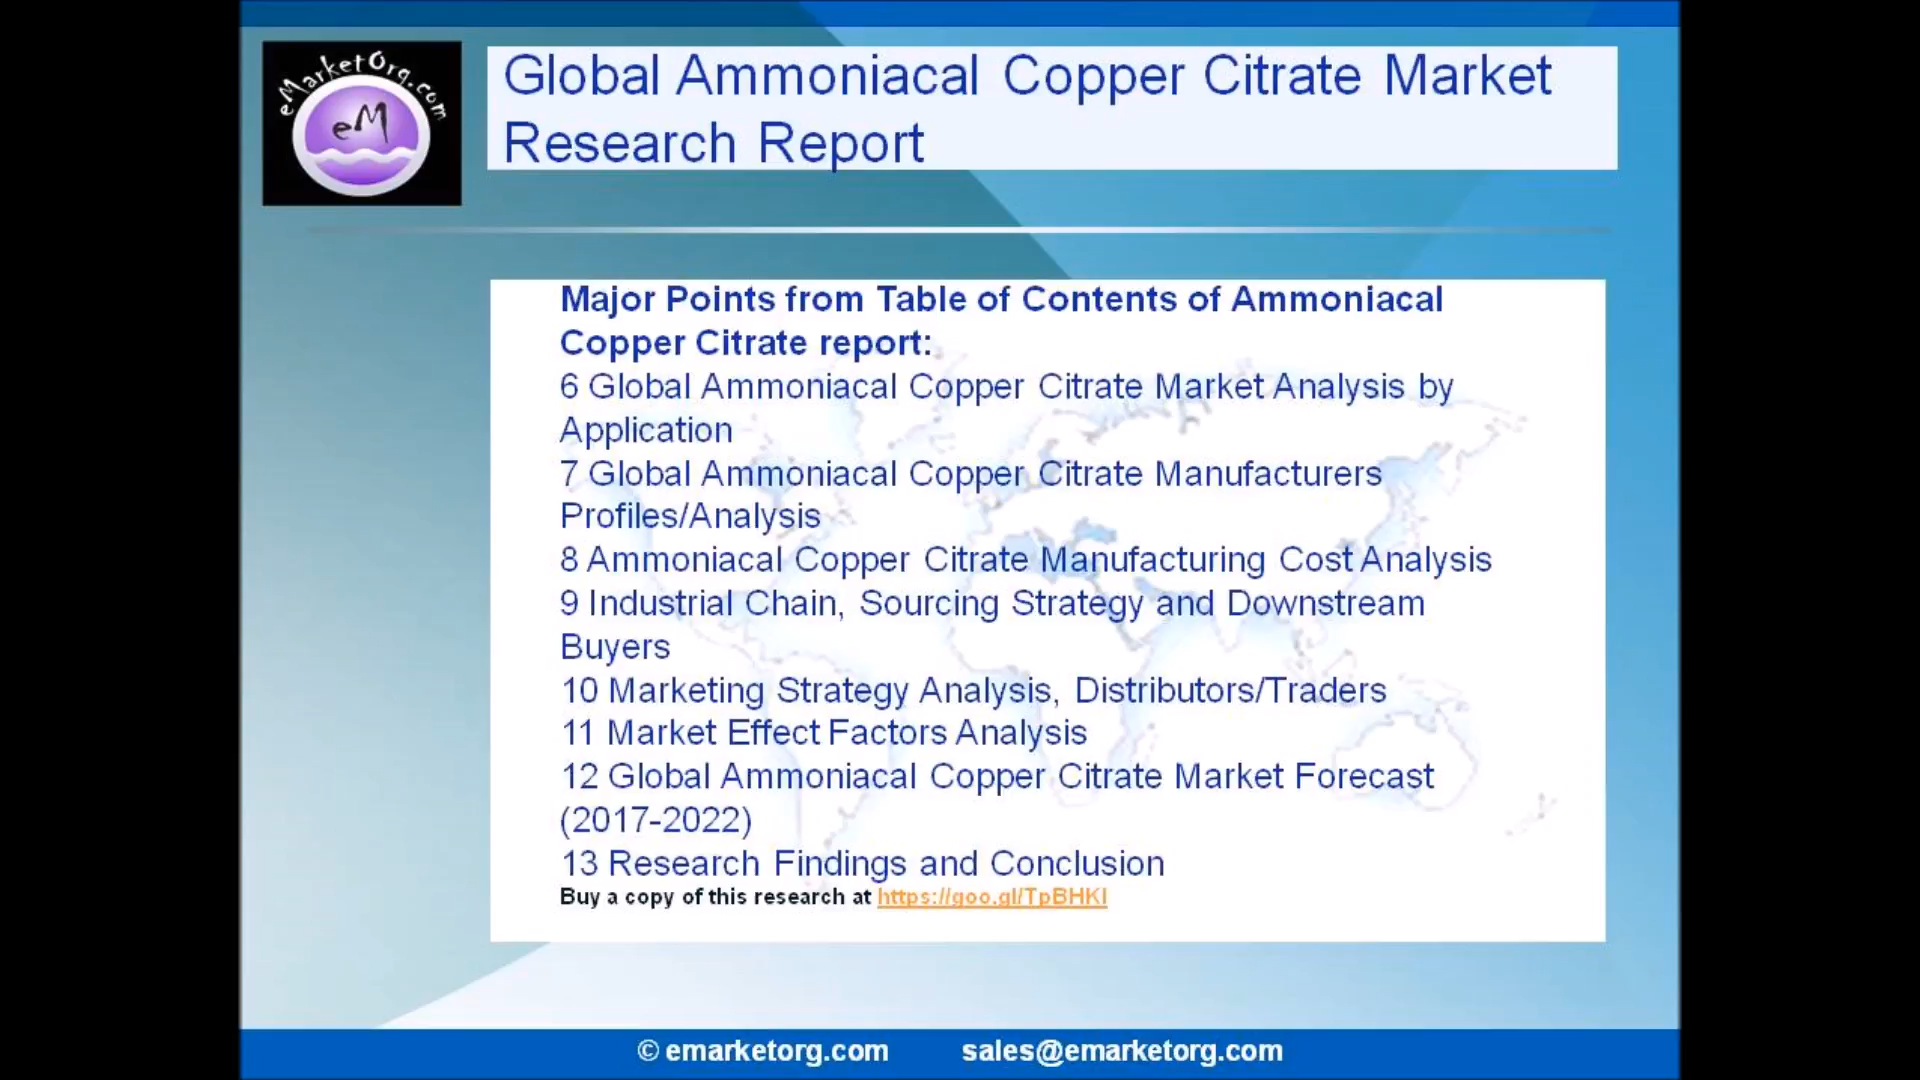 eMarketOrg.com
eM
Global Ammoniacal Copper Citrate Market
Research Report
Major Points from Table of Contents of Ammoniacal
Copper Citrate report:
6 Global Ammoniacal Copper Citrate Market Analysis by
Application
7 Global Ammoniacal Copper Citrate Manufacturers
Profiles/Analysis
8 Ammoniacal Copper Citrate Manufacturing Cost Analysis
9 Industrial Chain, Sourcing Strategy and Downstream
Buyers
10 Marketing Strategy Analysis, Distributors/Traders
11 Market Effect Factors Analysis
12 Global Ammoniacal Copper Citrate Market Forecast
(2017-2022)
13 Research Findings and Conclusion
Buy a copy of this research at https://goo.gl/TpBHKI
© emarketorg.com sales@emarketorg.com